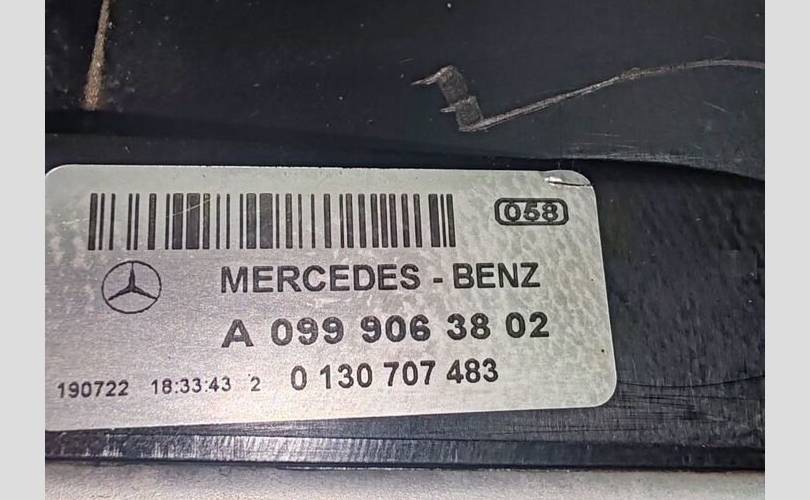 058
MERCEDES - BENZ
A 099 906 38 02
190722 18:33:43 2 0 130 707 483